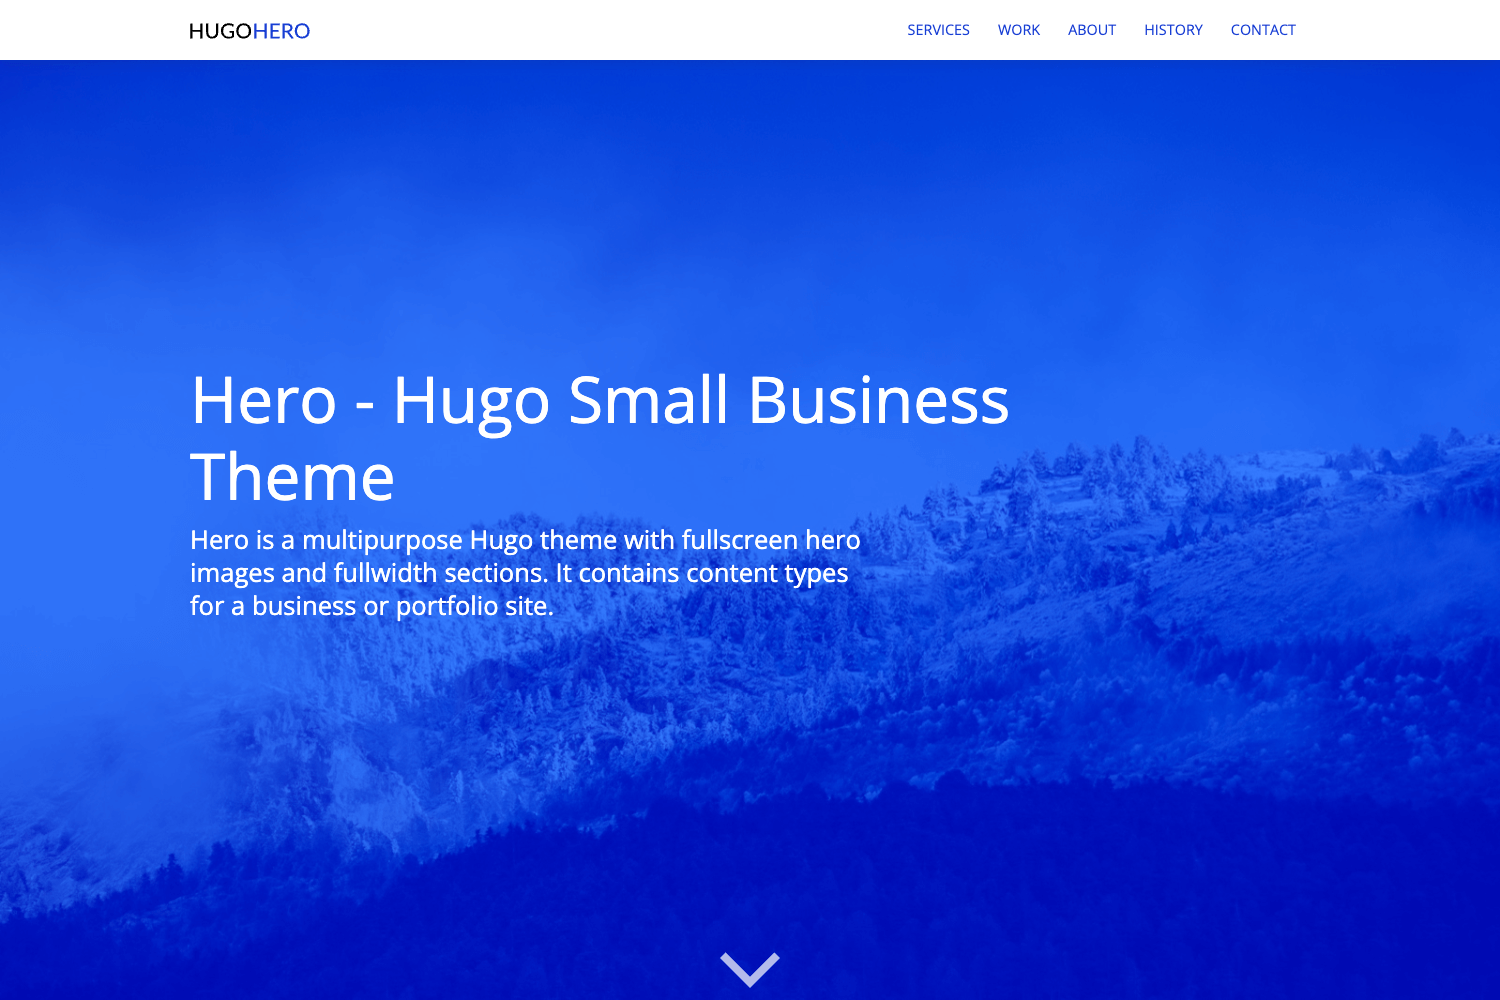 HUGOHERO
SERVICES WORK ABOUT HISTORY CONTACT
Hero - Hugo Small Business
Theme
Hero is a multipurpose Hugo theme with fullscreen hero
images and fullwidth sections. It contains content types
for a business or portfolio site.